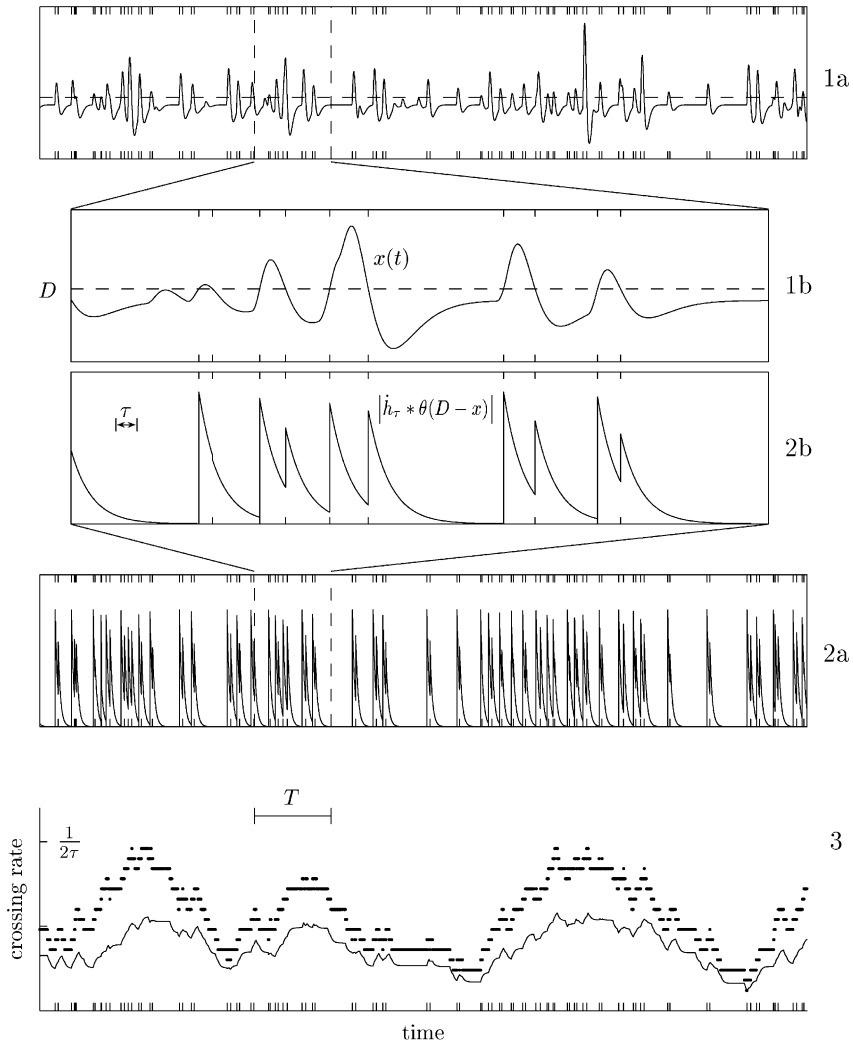 1a
x(t)
D
1b
τ
|ḣ_τ * θ(D − x)|
2b
2a
T
1/2τ
3
crossing rate
time